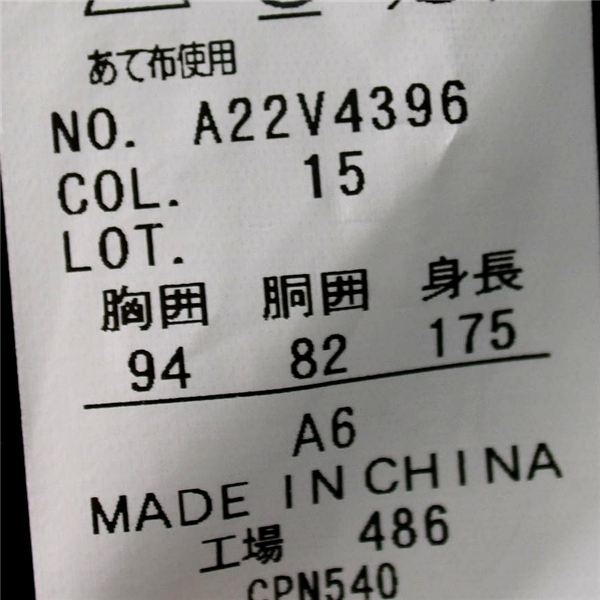 あて布使用
NO. A22V4396
COL. 15
LOT.
胸囲 胴囲 身長
94 82 175
A6
MADE IN CHINA
工場 486
CPN540